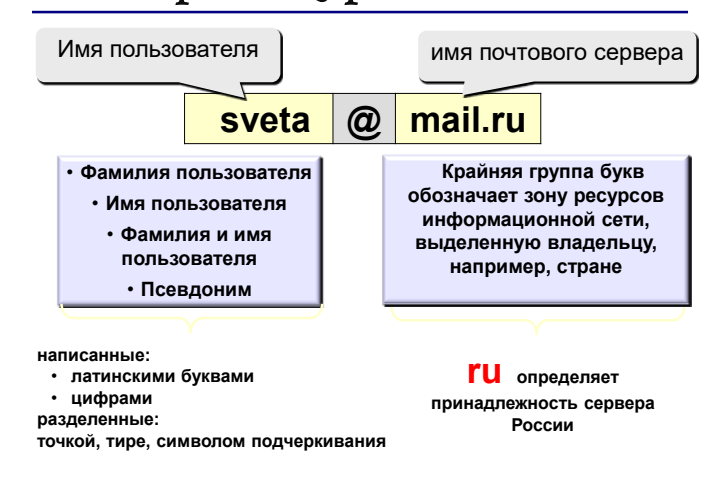 Имя пользователя
имя почтового сервера
sveta @ mail.ru
• Фамилия пользователя
• Имя пользователя
• Фамилия и имя
пользователя
• Псевдоним
Крайняя группа букв
обозначает зону ресурсов
информационной сети,
выделенную владельцу,
например, стране
написанные:
• латинскими буквами
• цифрами
разделенные:
точкой, тире, символом подчеркивания
ru определяет
принадлежность сервера
России